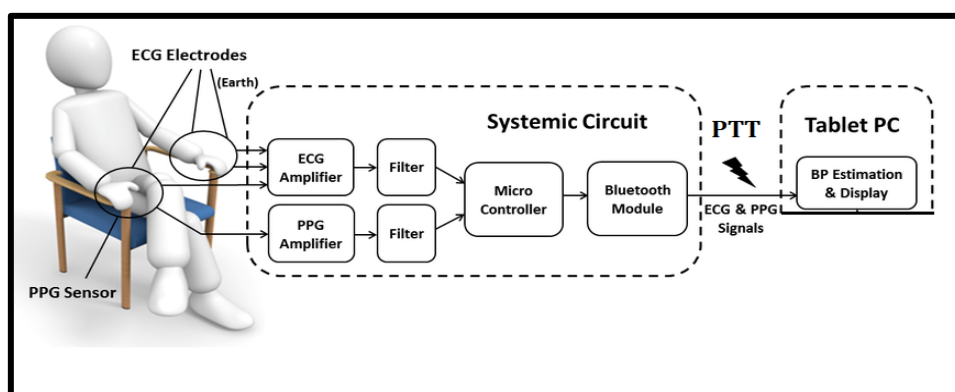 ECG Electrodes
(Earth)
PPG Sensor
Systemic Circuit
ECG
Amplifier
Filter
PPG
Amplifier
Filter
Micro
Controller
Bluetooth
Module
PTT
ECG & PPG
Signals
Tablet PC
BP Estimation
& Display